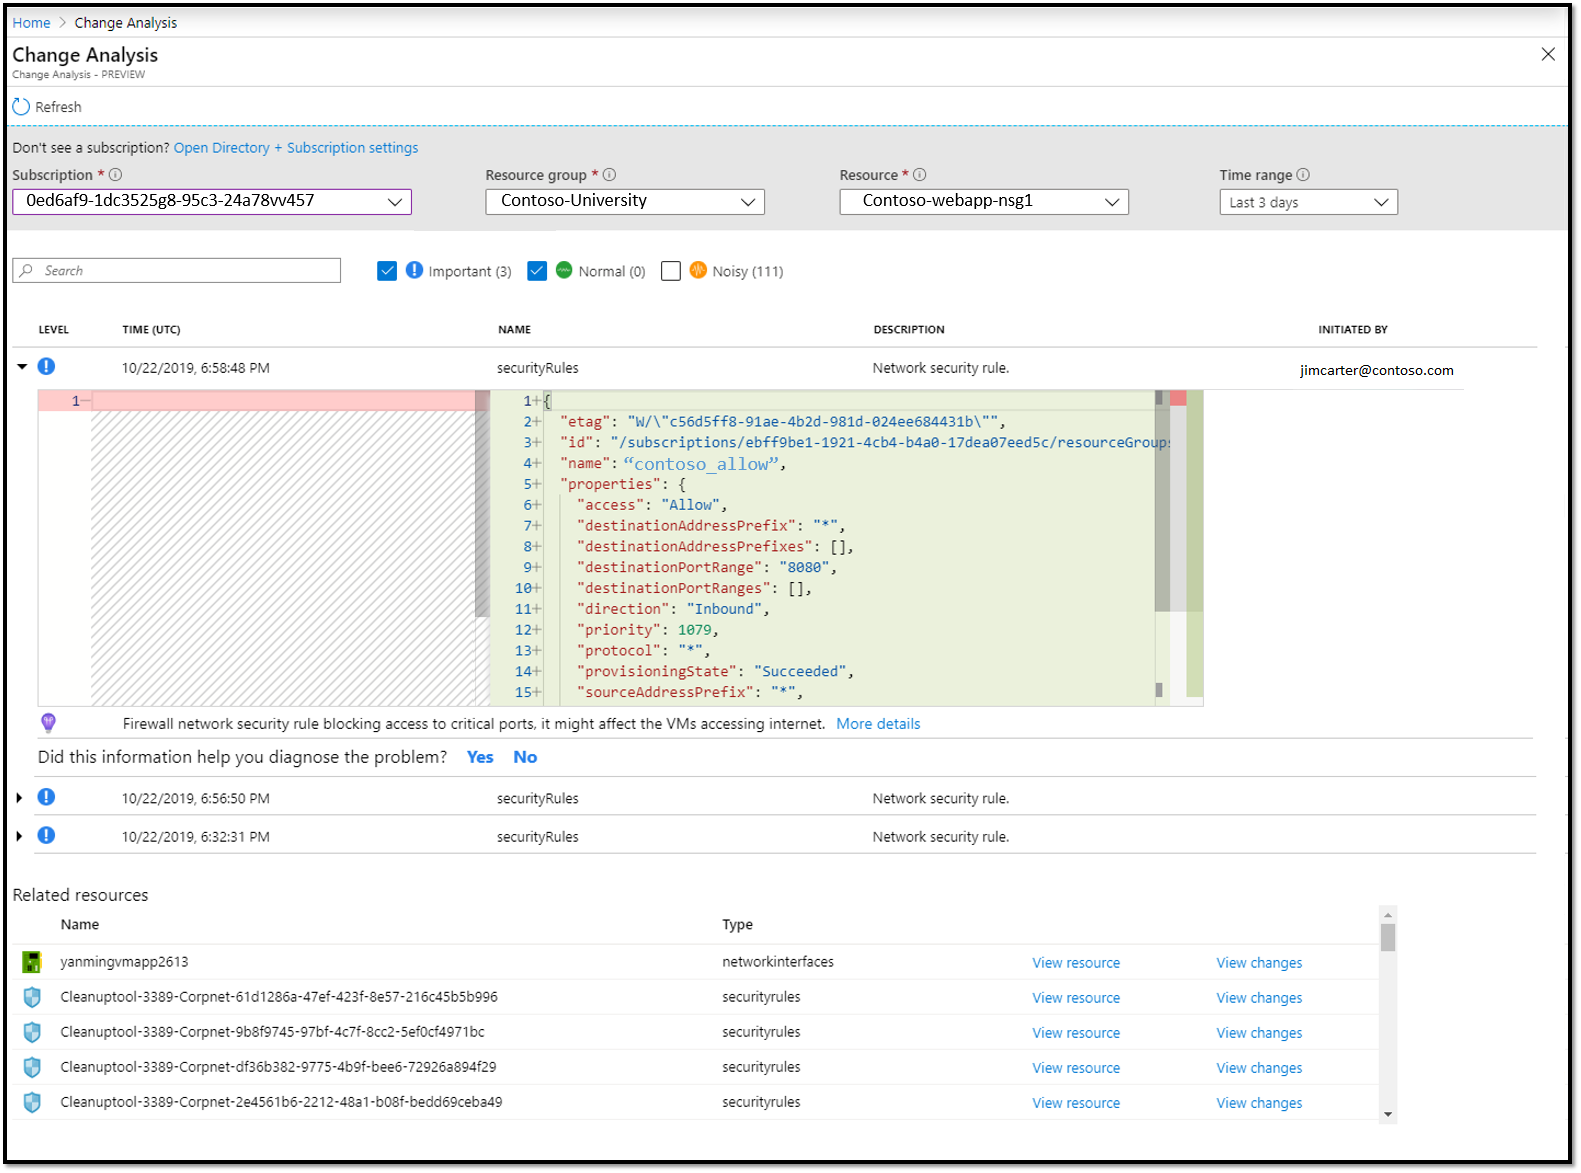 Home > Change Analysis
Change Analysis
Change Analysis - PREVIEW
Refresh
Don't see a subscription? Open Directory + Subscription settings
Subscription * Resource group * Resource * Time range
0ed6af9-1dc3525g8-95c3-24a78vv457 Contoso-University Contoso-webapp-nsg1 Last 3 days
Search Important (3) Normal (0) Noisy (111)
LEVEL TIME (UTC) NAME DESCRIPTION INITIATED BY
10/22/2019, 6:58:48 PM securityRules Network security rule. jimcarter@contoso.com
1− 1+ {
2+ "etag": "W/\"c56d5ff8-91ae-4b2d-981d-024ee684431b\"",
3+ "id": "/subscriptions/ebff9be1-1921-4cb4-b4a0-17dea07eed5c/resourceGroups
4+ "name": “contoso_allow”,
5+ "properties": {
6+ "access": "Allow",
7+ "destinationAddressPrefix": "*",
8+ "destinationAddressPrefixes": [],
9+ "destinationPortRange": "8080",
10+ "destinationPortRanges": [],
11+ "direction": "Inbound",
12+ "priority": 1079,
13+ "protocol": "*",
14+ "provisioningState": "Succeeded",
15+ "sourceAddressPrefix": "*",
Firewall network security rule blocking access to critical ports, it might affect the VMs accessing internet. More details
Did this information help you diagnose the problem? Yes No
10/22/2019, 6:56:50 PM securityRules Network security rule.
10/22/2019, 6:32:31 PM securityRules Network security rule.
Related resources
Name Type
yanmingvmapp2613 networkinterfaces View resource View changes
Cleanuptool-3389-Corpnet-61d1286a-47ef-423f-8e57-216c45b5b996 securityrules View resource View changes
Cleanuptool-3389-Corpnet-9b8f9745-97bf-4c7f-8cc2-5ef0cf4971bc securityrules View resource View changes
Cleanuptool-3389-Corpnet-df36b382-9775-4b9f-bee6-72926a894f29 securityrules View resource View changes
Cleanuptool-3389-Corpnet-2e4561b6-2212-48a1-b08f-bedd69ceba49 securityrules View resource View changes